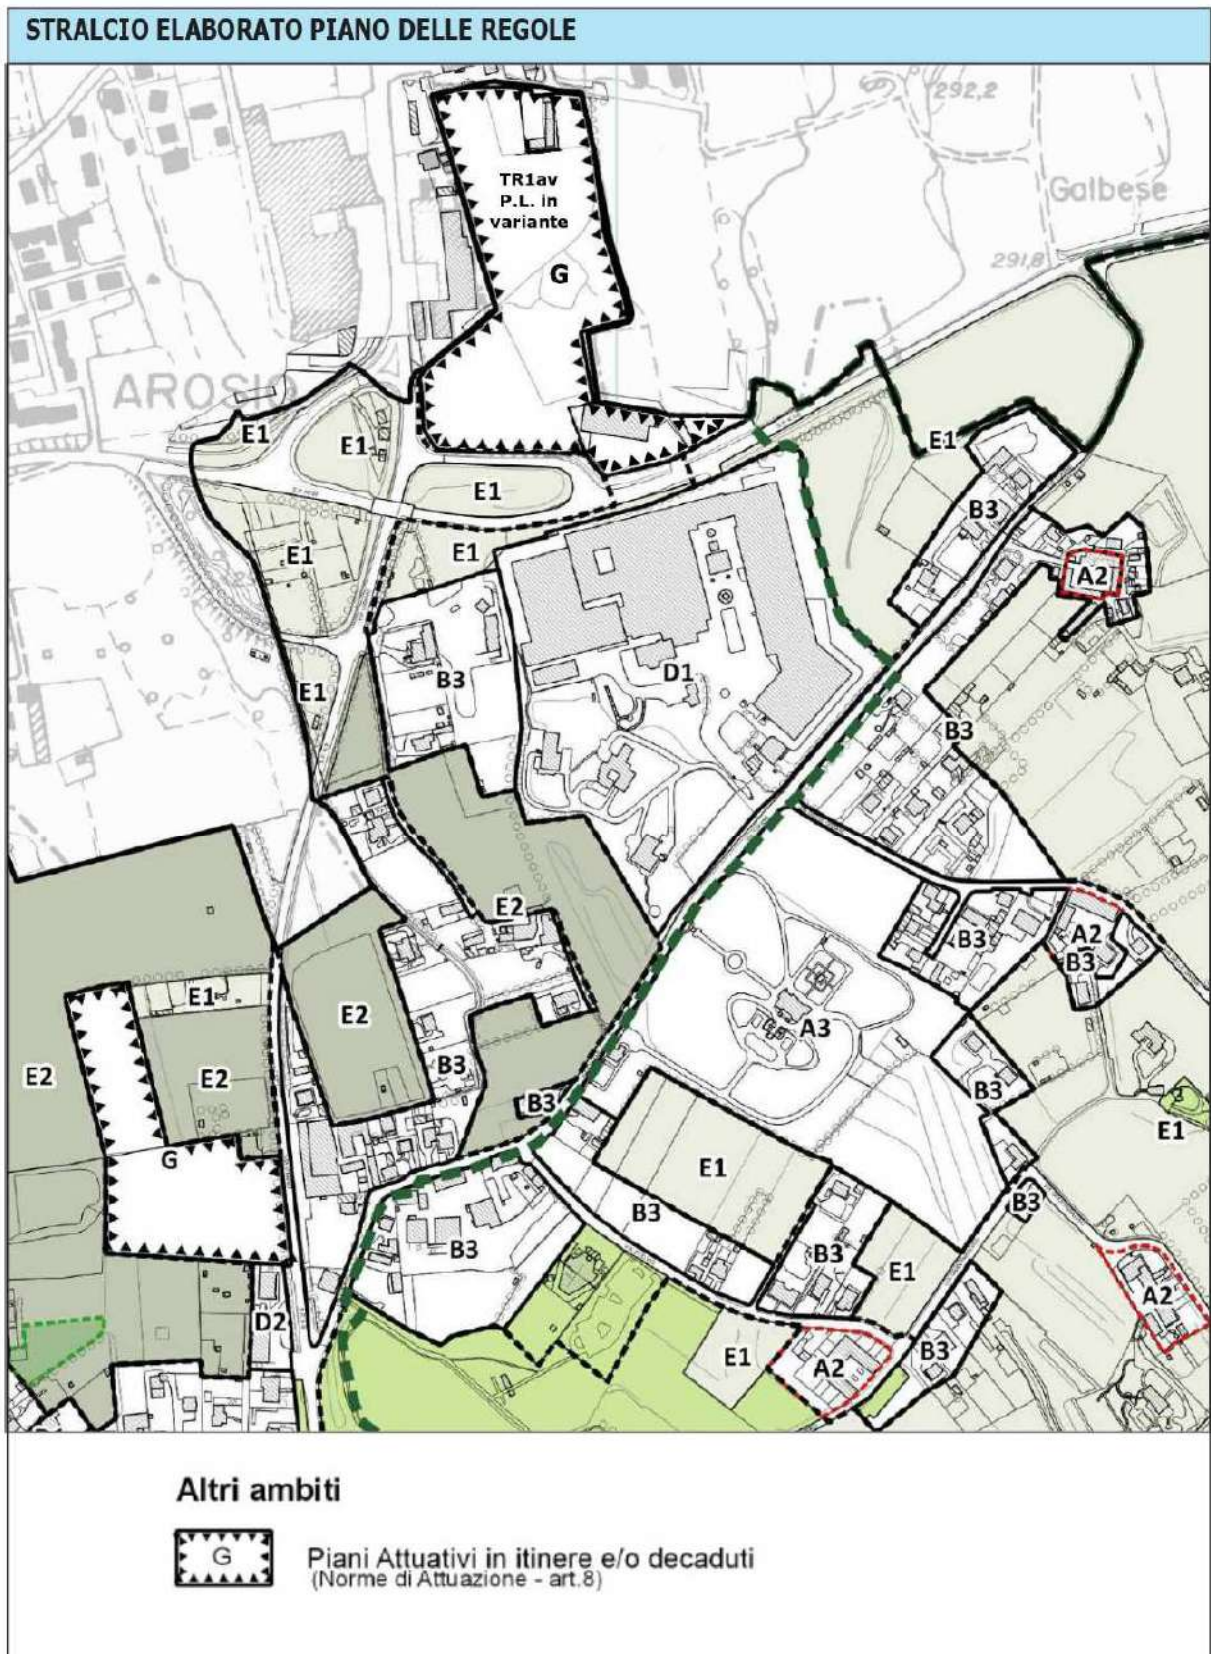 STRALCIO ELABORATO PIANO DELLE REGOLE
292,2
TR1av
P.L. in
variante
Galbese
G
291,8
AROSIO
E1
E1
E1
E1
B3
E1
E1
A2
E1
B3
D1
B3
E2
A2
B3
B3
E1
E2
A3
E2
E2
B3
B3
B3
E1
G
E1
B3
B3
B3
B3
E1
A2
D2
E1
A2
B3
Altri ambiti
G
Piani Attuativi in itinere e/o decaduti
(Norme di Attuazione - art.8)